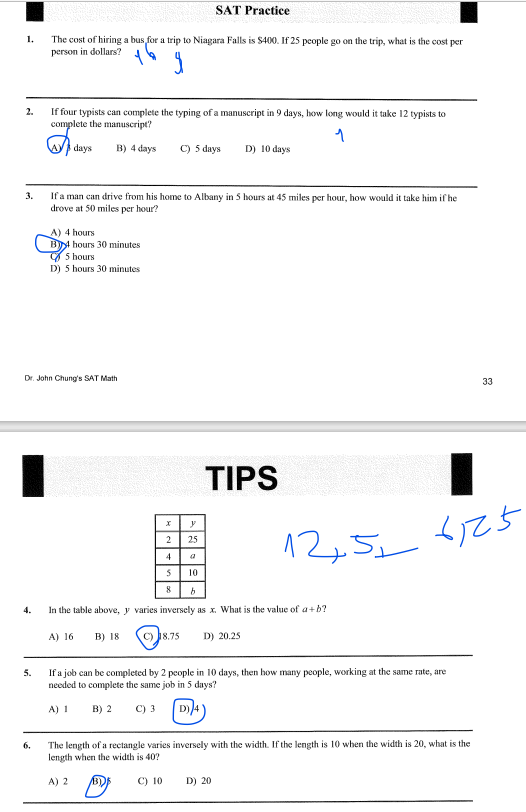 SAT Practice
1. The cost of hiring a bus for a trip to Niagara Falls is $400. If 25 people go on the trip, what is the cost per
person in dollars?
16 y
2. If four typists can complete the typing of a manuscript in 9 days, how long would it take 12 typists to
complete the manuscript?
A) 3 days B) 4 days C) 5 days D) 10 days
3. If a man can drive from his home to Albany in 5 hours at 45 miles per hour, how would it take him if he
drove at 50 miles per hour?
A) 4 hours
B) 4 hours 30 minutes
C) 5 hours
D) 5 hours 30 minutes
Dr. John Chung's SAT Math
33
TIPS
x y
2 25
4 a
5 10
8 b
12,5 6,25
4. In the table above, y varies inversely as x. What is the value of a+b?
A) 16 B) 18 C) 18.75 D) 20.25
5. If a job can be completed by 2 people in 10 days, then how many people, working at the same rate, are
needed to complete the same job in 5 days?
A) 1 B) 2 C) 3 D) 4
6. The length of a rectangle varies inversely with the width. If the length is 10 when the width is 20, what is the
length when the width is 40?
A) 2 B) 5 C) 10 D) 20